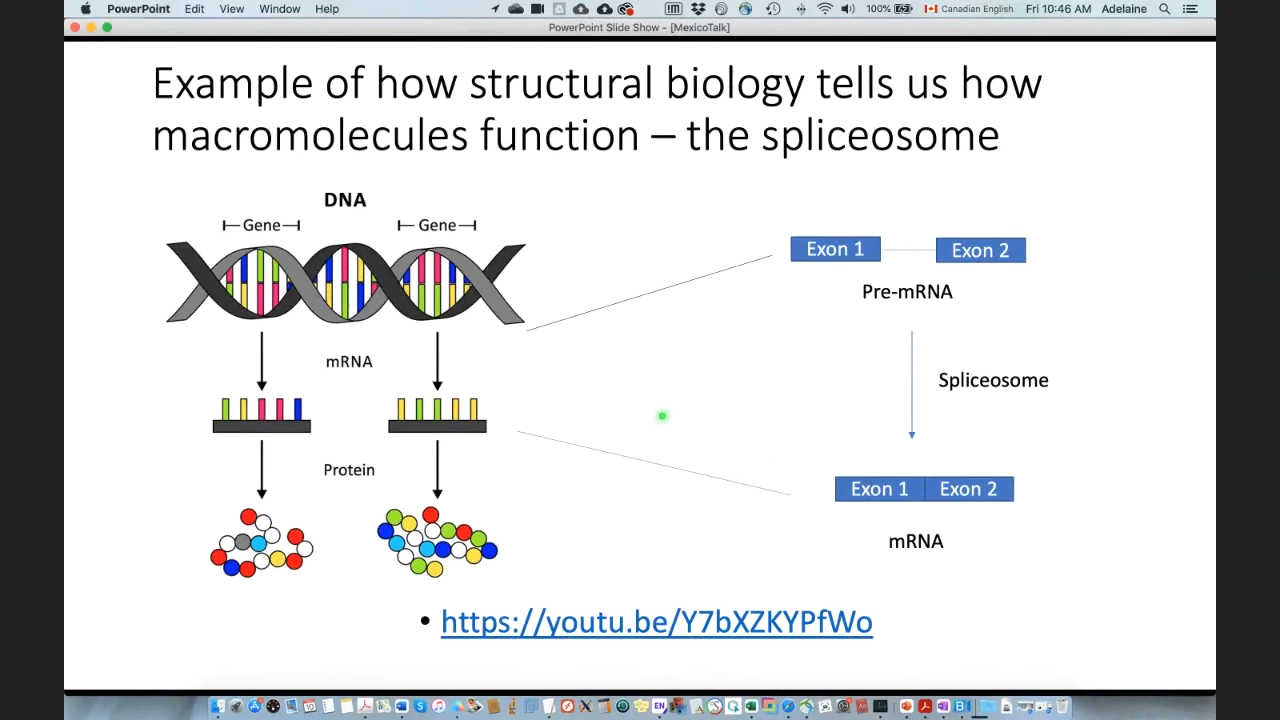 PowerPoint Edit View Window Help 100% Canadian English Fri 10:46 AM Adelaine
PowerPoint Slide Show - [MexicoTalk]
Example of how structural biology tells us how
macromolecules function – the spliceosome
DNA
Gene Gene
mRNA
Protein
Exon 1 Exon 2
Pre-mRNA
Spliceosome
Exon 1 Exon 2
mRNA
• https://youtu.be/Y7bXZKYPfWo